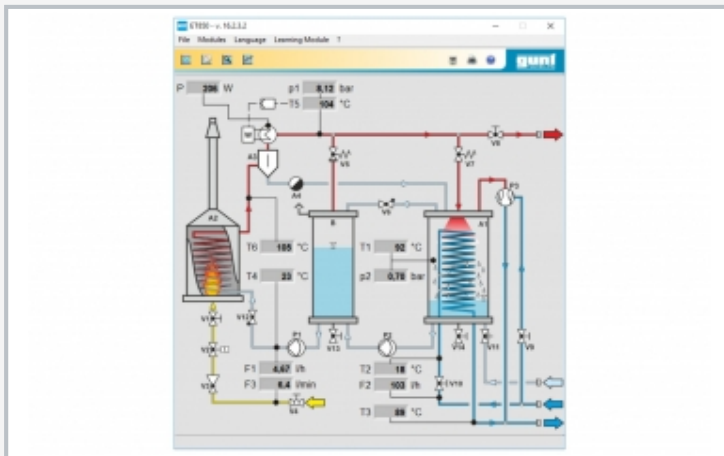 ET850 - v. 16.2.3.2
File Modules Language Learning Module ?
gunt
P 206 W
p1 8,12 bar
T5 104 °C
W
V8
A3
V6
V7
A4
P3
V5
A2
B
A1
T6 105 °C
T1 92 °C
T4 23 °C
p2 0,78 bar
V1
V12
P1
V13
P2
V14
V11
V9
V2
F1 4,67 l/h
T2 18 °C
V10
F3 6,4 l/min
F2 103 l/h
V3
V4
T3 89 °C